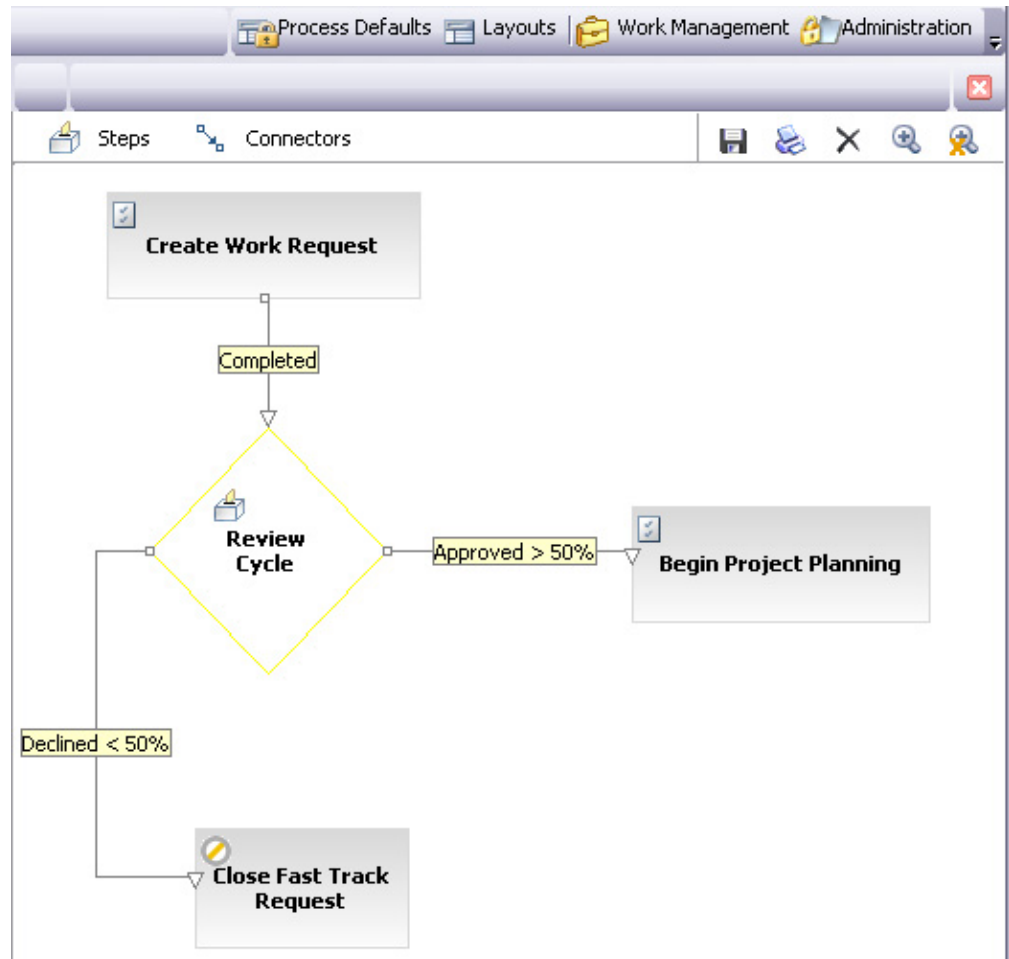 Process Defaults Layouts Work Management Administration
Steps Connectors
Create Work Request
Completed
Review
Cycle
Approved > 50%
Begin Project Planning
Declined < 50%
Close Fast Track
Request